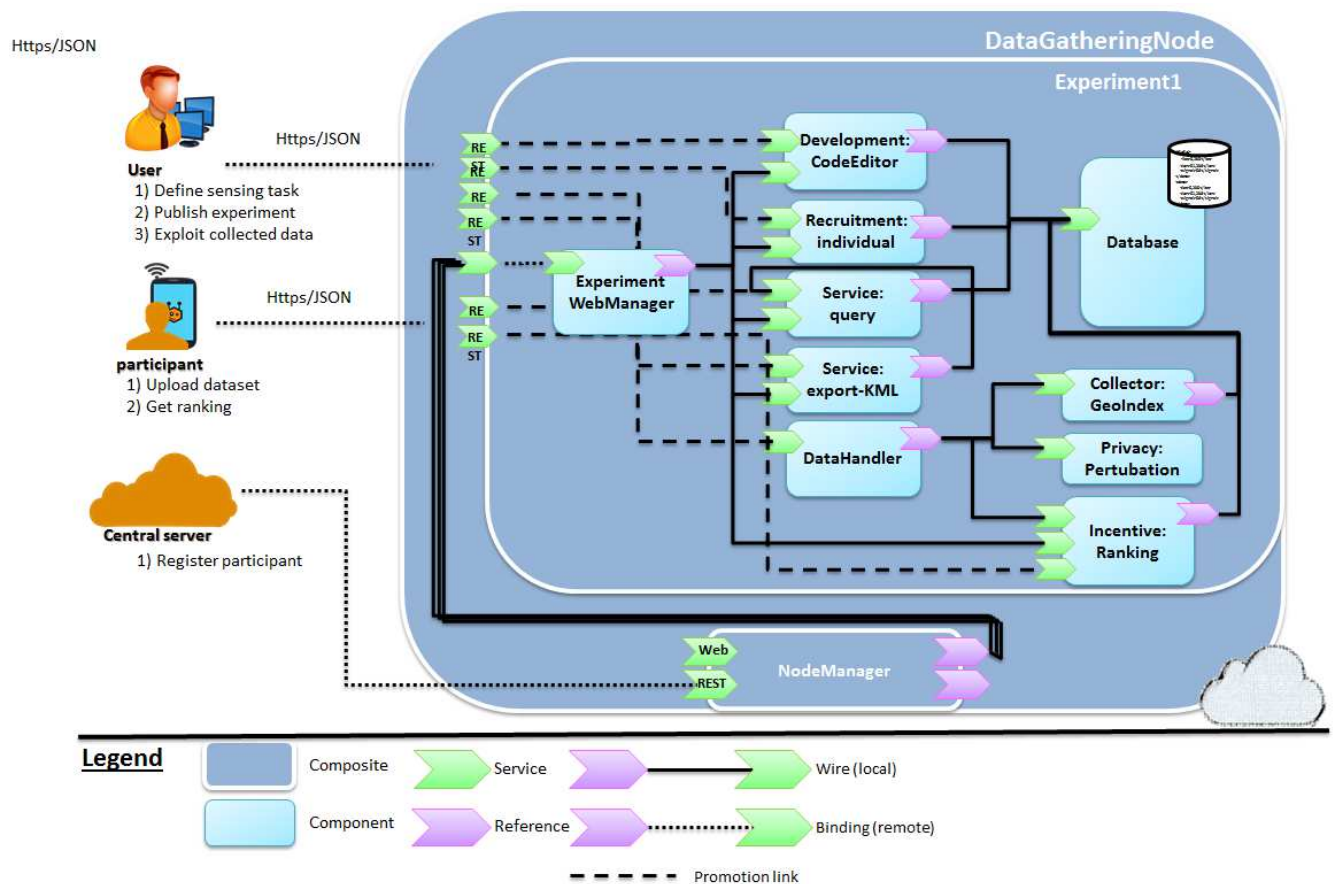 Https/JSON
DataGatheringNode
Experiment1
Https/JSON
User
1) Define sensing task
2) Publish experiment
3) Exploit collected data
RE
ST
RE
RE
RE
ST
Development:
CodeEditor
Recruitment:
individual
Database
Experiment
WebManager
Service:
query
Https/JSON
participant
1) Upload dataset
2) Get ranking
RE
RE
ST
Service:
export-KML
DataHandler
Collector:
GeoIndex
Privacy:
Pertubation
Incentive:
Ranking
Central server
1) Register participant
Web
REST
NodeManager
Legend
Composite
Service
Wire (local)
Component
Reference
Binding (remote)
Promotion link